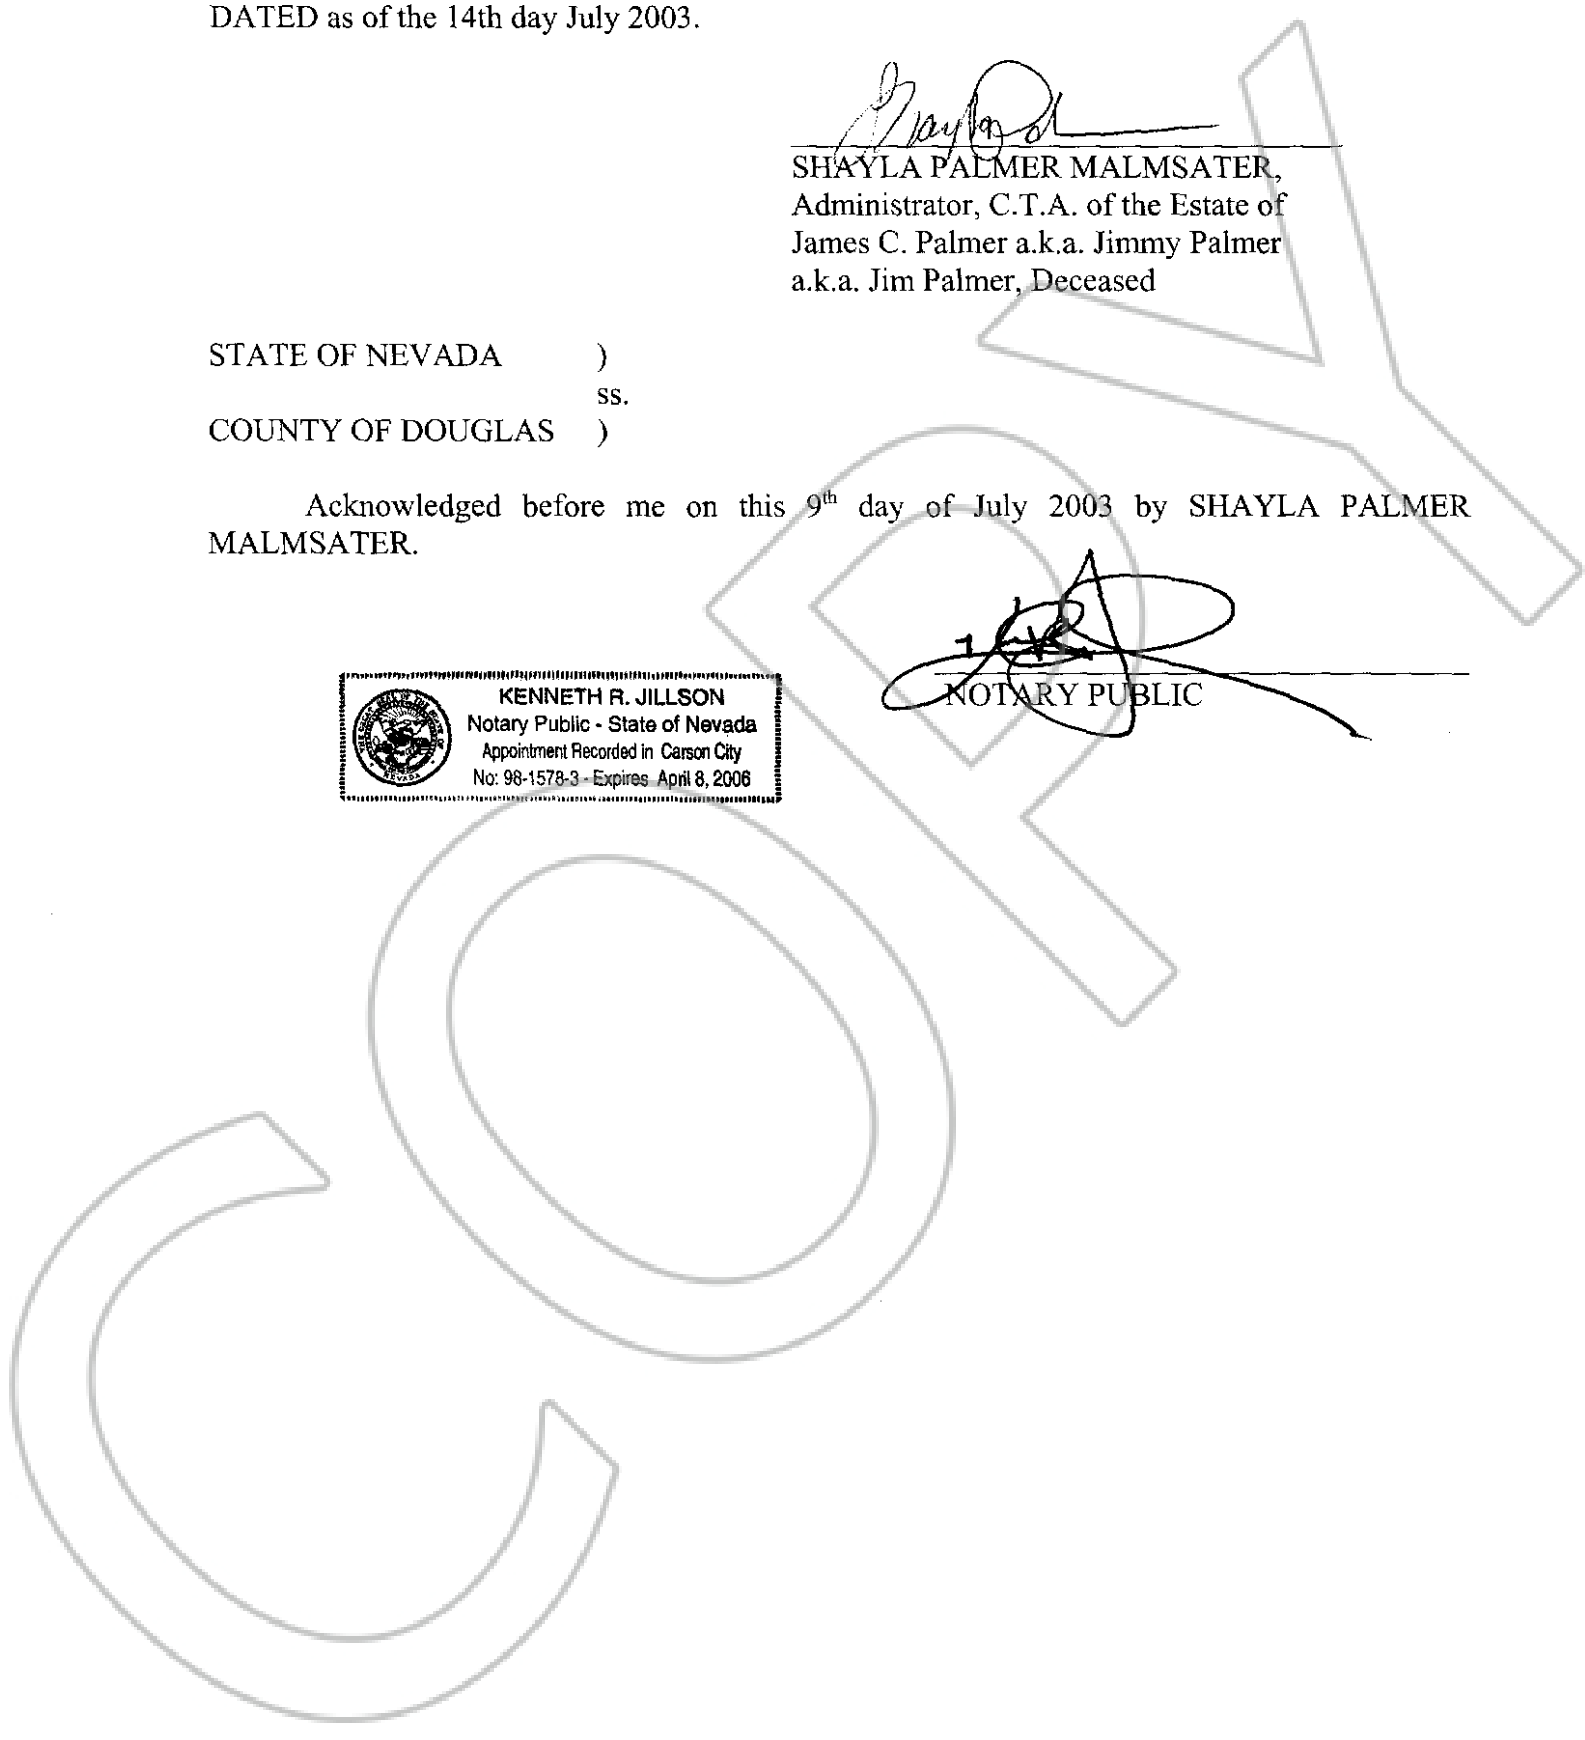 DATED as of the 14th day July 2003.
SHAYLA PALMER MALMSATER,
Administrator, C.T.A. of the Estate of
James C. Palmer a.k.a. Jimmy Palmer
a.k.a. Jim Palmer, Deceased
STATE OF NEVADA )
ss.
COUNTY OF DOUGLAS )
Acknowledged before me on this 9th day of July 2003 by SHAYLA PALMER
MALMSATER.
NOTARY PUBLIC
KENNETH R. JILLSON
Notary Public - State of Nevada
Appointment Recorded in Carson City
No: 98-1578-3 - Expires April 8, 2006
COPY